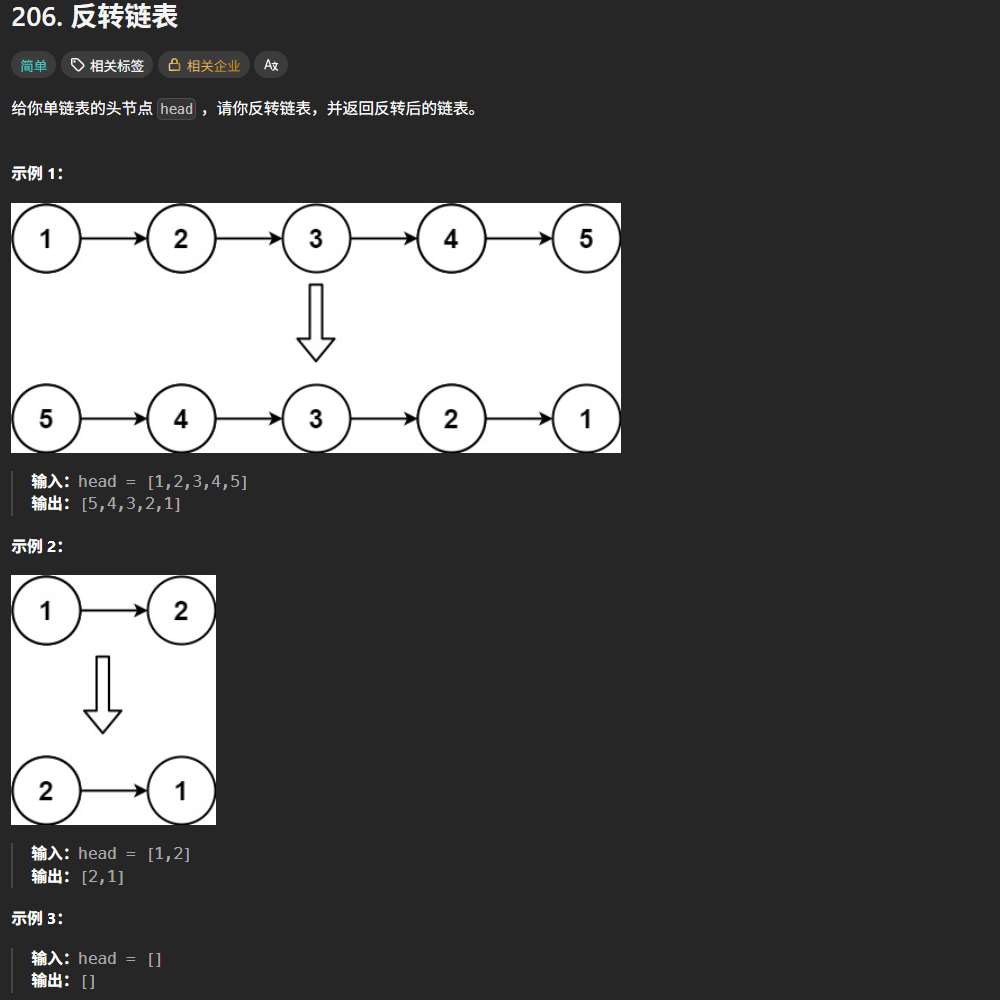 206. 反转链表
简单 相关标签 相关企业 Aあ
给你单链表的头节点 head ，请你反转链表，并返回反转后的链表。
示例 1：
1 2 3 4 5
5 4 3 2 1
输入：head = [1,2,3,4,5]
输出：[5,4,3,2,1]
示例 2：
1 2
2 1
输入：head = [1,2]
输出：[2,1]
示例 3：
输入：head = []
输出：[]